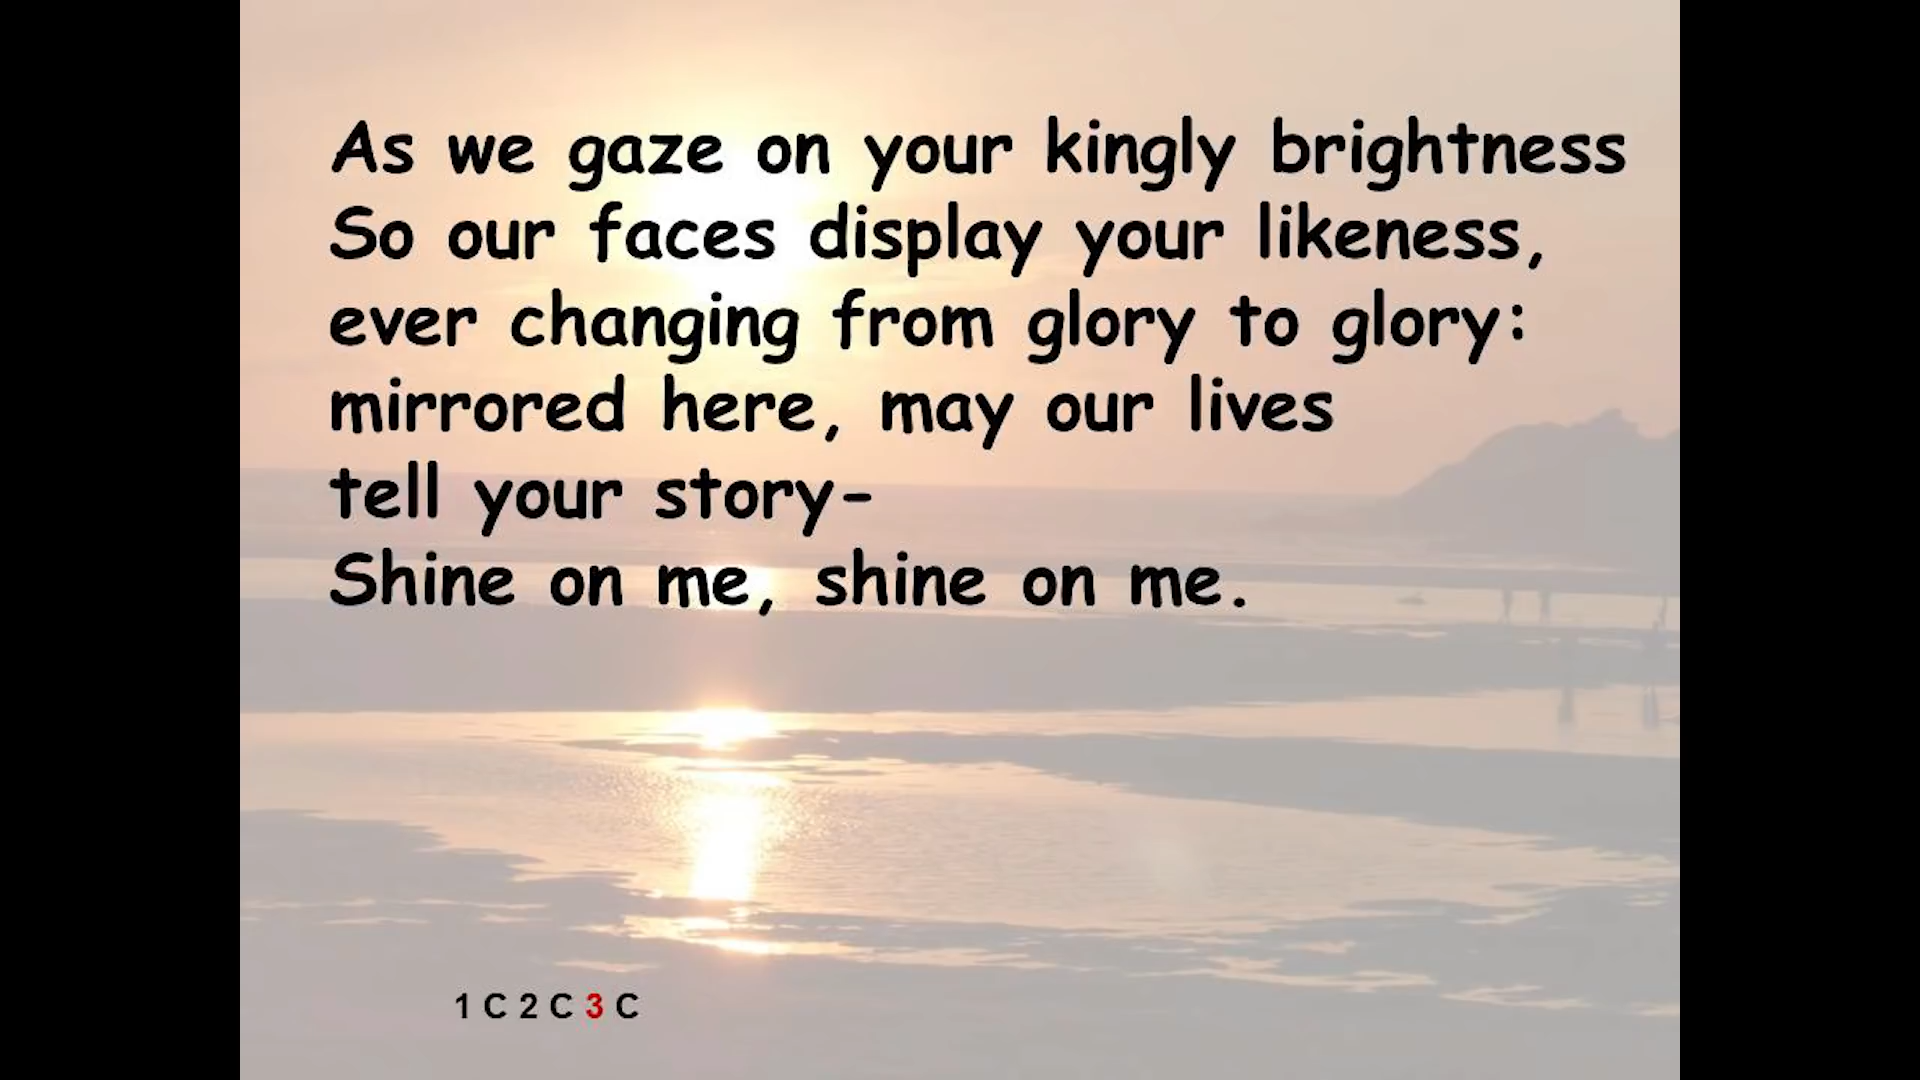 As we gaze on your kingly brightness
So our faces display your likeness,
ever changing from glory to glory:
mirrored here, may our lives
tell your story-
Shine on me, shine on me.
1 C 2 C 3 C